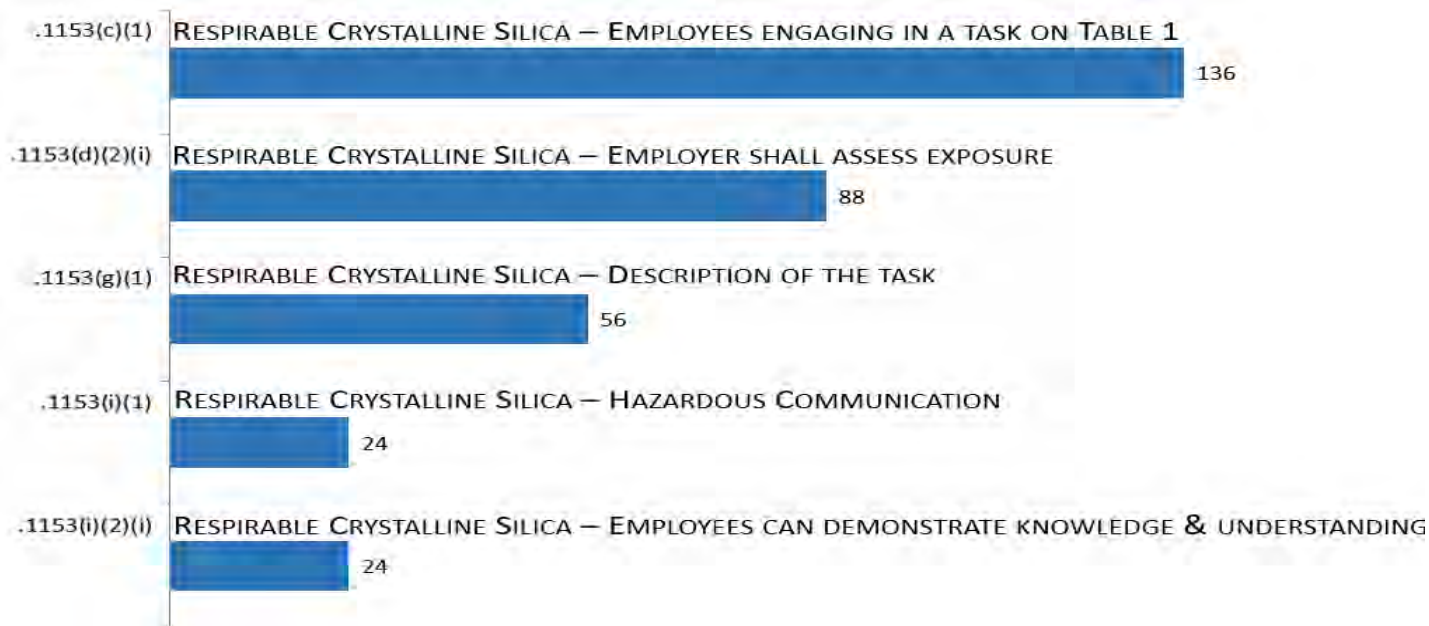 .1153(c)(1) RESPIRABLE CRYSTALLINE SILICA – EMPLOYEES ENGAGING IN A TASK ON TABLE 1
136
.1153(d)(2)(i) RESPIRABLE CRYSTALLINE SILICA – EMPLOYER SHALL ASSESS EXPOSURE
88
.1153(g)(1) RESPIRABLE CRYSTALLINE SILICA – DESCRIPTION OF THE TASK
56
.1153(i)(1) RESPIRABLE CRYSTALLINE SILICA – HAZARDOUS COMMUNICATION
24
.1153(i)(2)(i) RESPIRABLE CRYSTALLINE SILICA – EMPLOYEES CAN DEMONSTRATE KNOWLEDGE & UNDERSTANDING
24